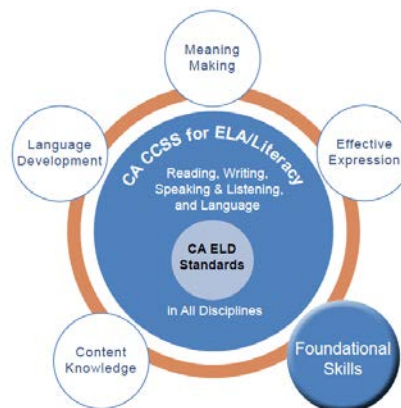 Meaning
Making
Language
Development
Effective
Expression
CA CCSS for ELA/Literacy
Reading, Writing,
Speaking & Listening,
and Language
CA ELD
Standards
in All Disciplines
Content
Knowledge
Foundational
Skills